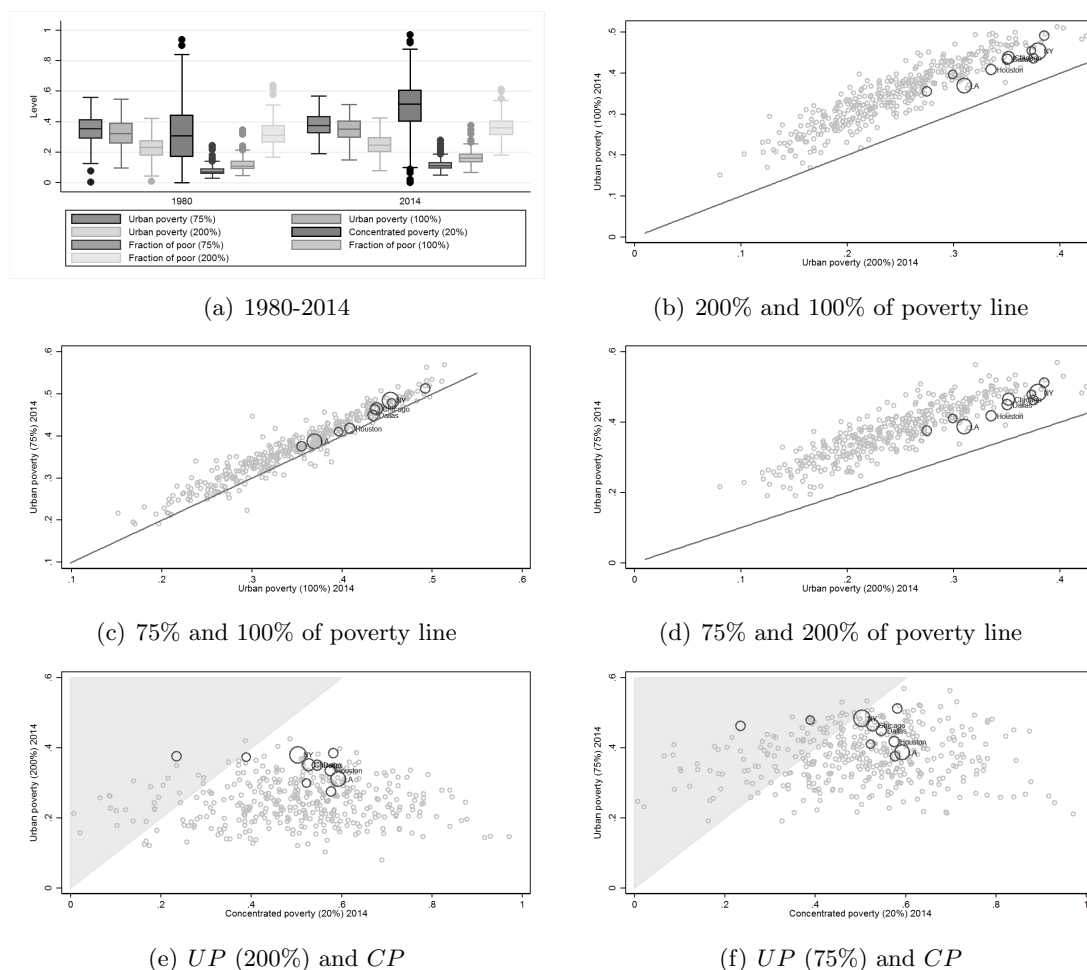 Level
0 .2 .4 .6 .8 1
1980 2014
Urban poverty (75%) Urban poverty (100%)
Urban poverty (200%) Concentrated poverty (20%)
Fraction of poor (75%) Fraction of poor (100%)
Fraction of poor (200%)
(a) 1980-2014
Urban poverty (100%) 2014
0 .1 .2 .3 .4 .5
NY
Chicago
Houston
LA
0 .1 .2 .3 .4
Urban poverty (200%) 2014
(b) 200% and 100% of poverty line
Urban poverty (75%) 2014
.1 .2 .3 .4 .5 .6
NY
Chicago
Dallas
Houston
LA
.1 .2 .3 .4 .5 .6
Urban poverty (100%) 2014
(c) 75% and 100% of poverty line
Urban poverty (75%) 2014
0 .2 .4 .6
NY
Chicago
Dallas
Houston
LA
0 .1 .2 .3 .4
Urban poverty (200%) 2014
(d) 75% and 200% of poverty line
Urban poverty (200%) 2014
0 .2 .4 .6
NY
Houston
LA
0 .2 .4 .6 .8 1
Concentrated poverty (20%) 2014
(e) UP (200%) and CP
Urban poverty (75%) 2014
0 .2 .4 .6
NY
Chicago
Dallas
Houston
LA
0 .2 .4 .6 .8 1
Concentrated poverty (20%) 2014
(f) UP (75%) and CP